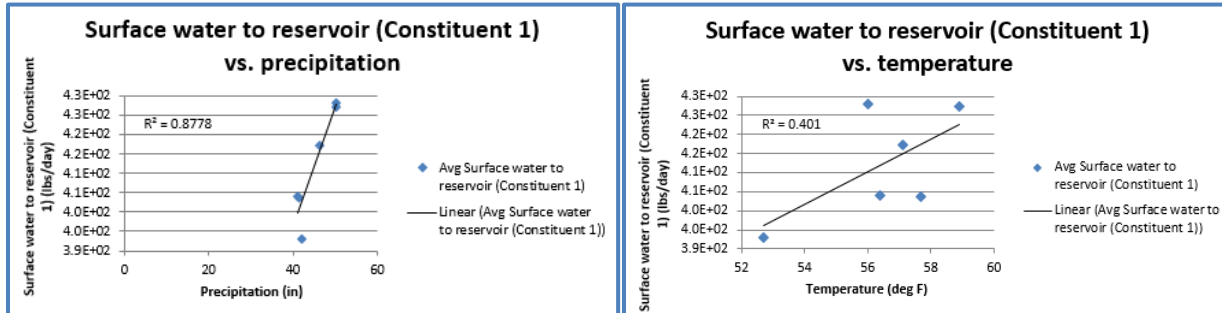 Surface water to reservoir (Constituent 1)
vs. precipitation
Surface water to reservoir (Constituent
1) (lbs/day)
4.3E+02
4.3E+02
4.3E+02
4.2E+02
4.2E+02
4.1E+02
4.1E+02
4.0E+02
4.0E+02
3.9E+02
R² = 0.8778
0 20 40 60
Precipitation (in)
Avg Surface water to
reservoir (Constituent 1)
Linear (Avg Surface water
to reservoir (Constituent 1))
Surface water to reservoir (Constituent 1)
vs. temperature
Surface water to reservoir (Constituent
1) (lbs/day)
4.3E+02
4.3E+02
4.2E+02
4.2E+02
4.1E+02
4.1E+02
4.0E+02
4.0E+02
3.9E+02
R² = 0.401
52 54 56 58 60
Temperature (deg F)
Avg Surface water to
reservoir (Constituent 1)
Linear (Avg Surface water to
reservoir (Constituent 1))